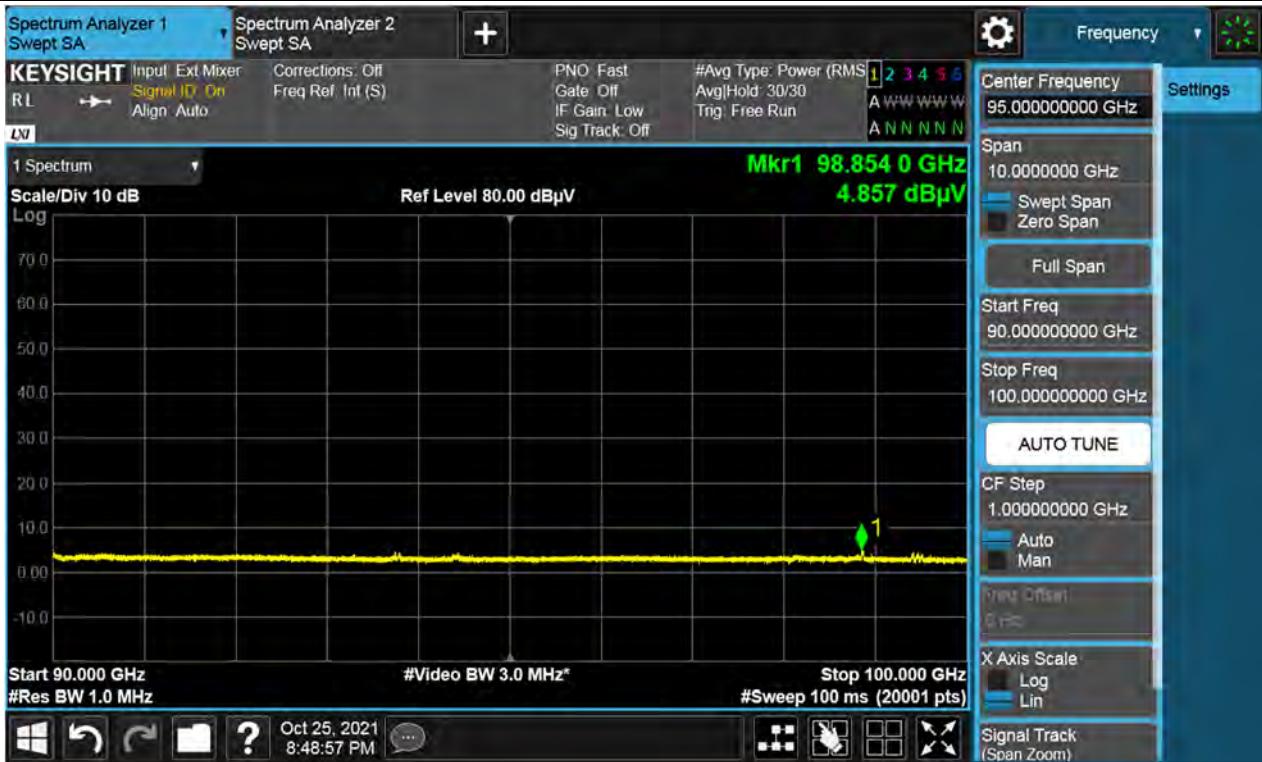 Spectrum Analyzer 1
Swept SA
Spectrum Analyzer 2
Swept SA
+
Frequency
KEYSIGHT
RL
LXI
Input: Ext Mixer
Signal ID: On
Align: Auto
Corrections: Off
Freq Ref: Int (S)
PNO: Fast
Gate: Off
IF Gain: Low
Sig Track: Off
#Avg Type: Power (RMS
Avg|Hold: 30/30
Trig: Free Run
1 2 3 4 5 6
A W W W W W
A N N N N N
Center Frequency
95.000000000 GHz
Settings
Span
10.0000000 GHz
Swept Span
Zero Span
Full Span
Start Freq
90.000000000 GHz
Stop Freq
100.000000000 GHz
AUTO TUNE
CF Step
1.000000000 GHz
Auto
Man
Freq Offset
0 Hz
X Axis Scale
Log
Lin
Signal Track
(Span Zoom)
1 Spectrum
Mkr1 98.854 0 GHz
4.857 dBµV
Scale/Div 10 dB
Ref Level 80.00 dBµV
Log
70.0
60.0
50.0
40.0
30.0
20.0
10.0
0.00
-10.0
1
Start 90.000 GHz
#Video BW 3.0 MHz*
Stop 100.000 GHz
#Res BW 1.0 MHz
#Sweep 100 ms (20001 pts)
?
Oct 25, 2021
8:48:57 PM